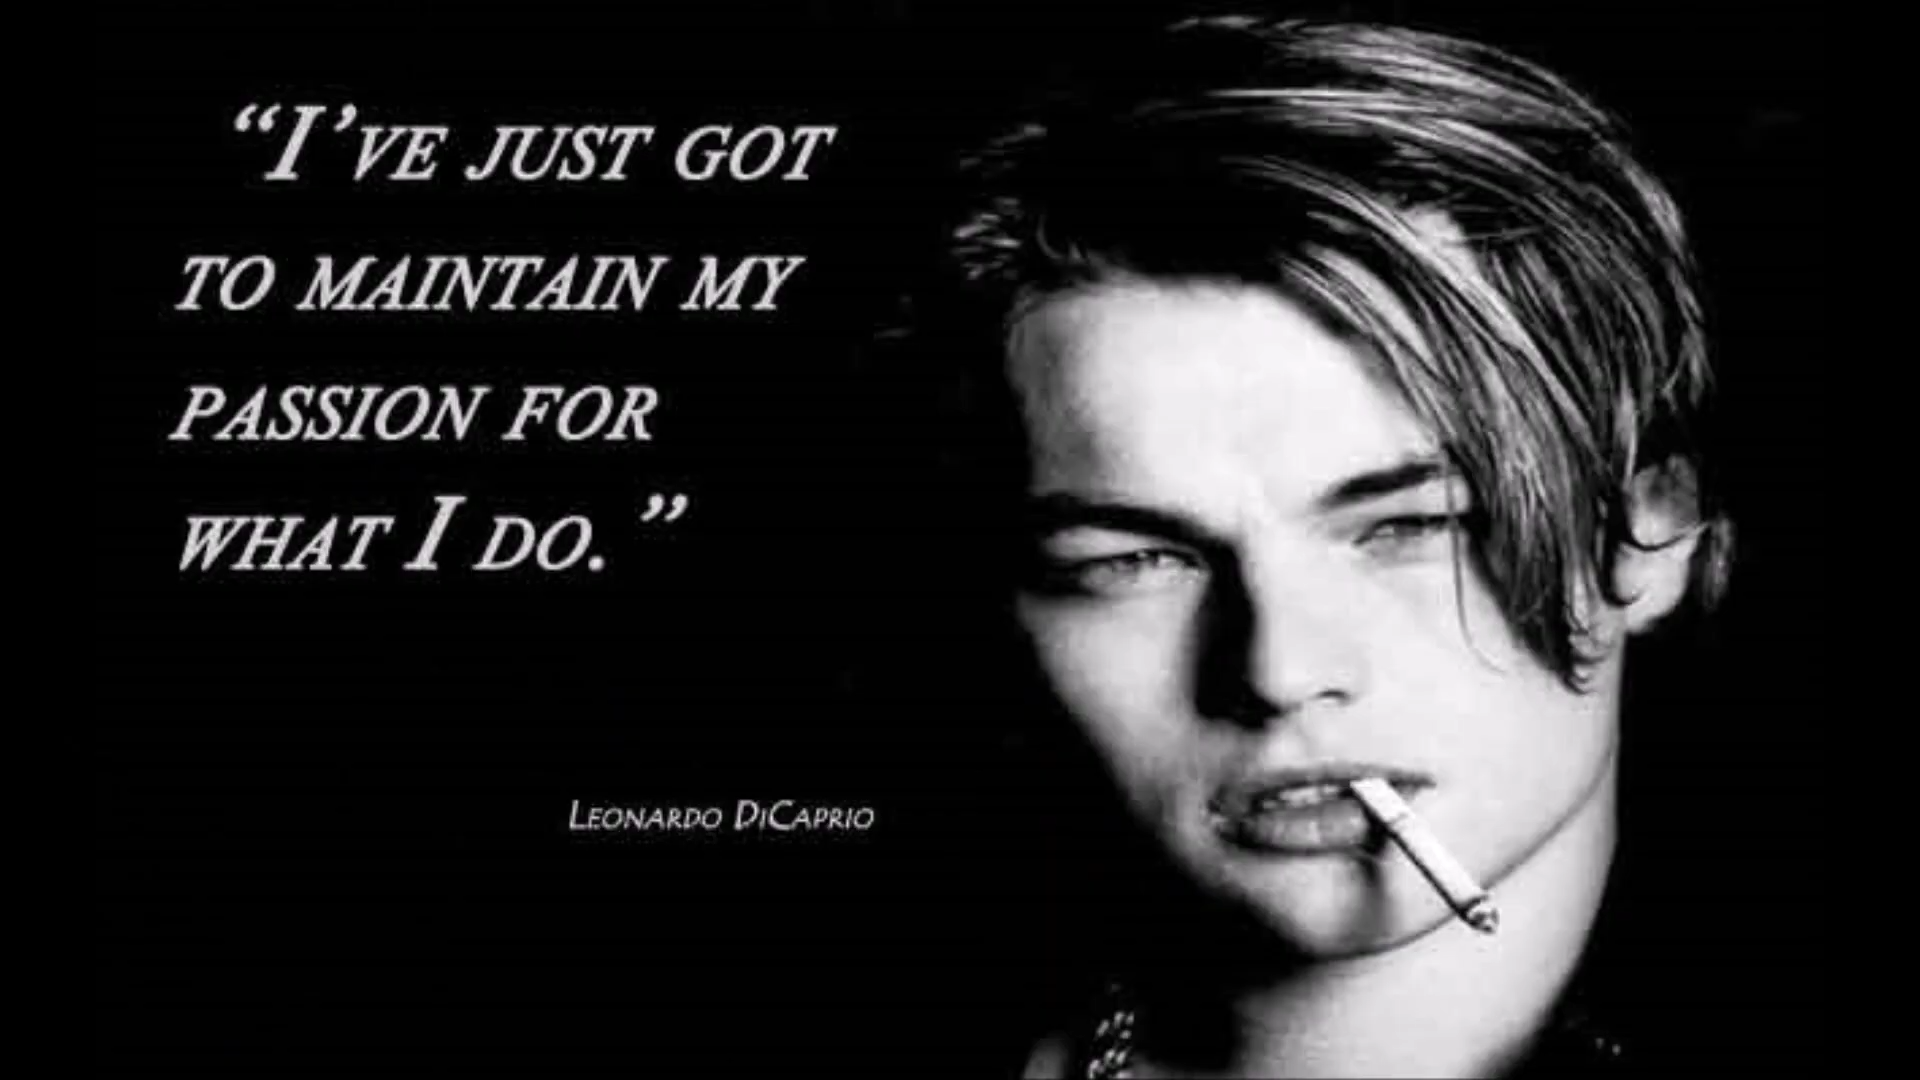 “I’VE JUST GOT
TO MAINTAIN MY
PASSION FOR
WHAT I DO.”
LEONARDO DICAPRIO